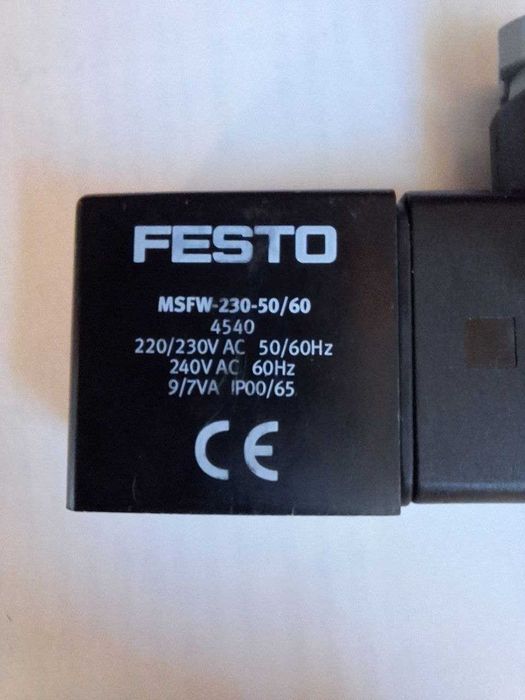 FESTO
MSFW-230-50/60
4540
220/230V AC 50/60Hz
240V AC 60Hz
9/7VA IP00/65
CE